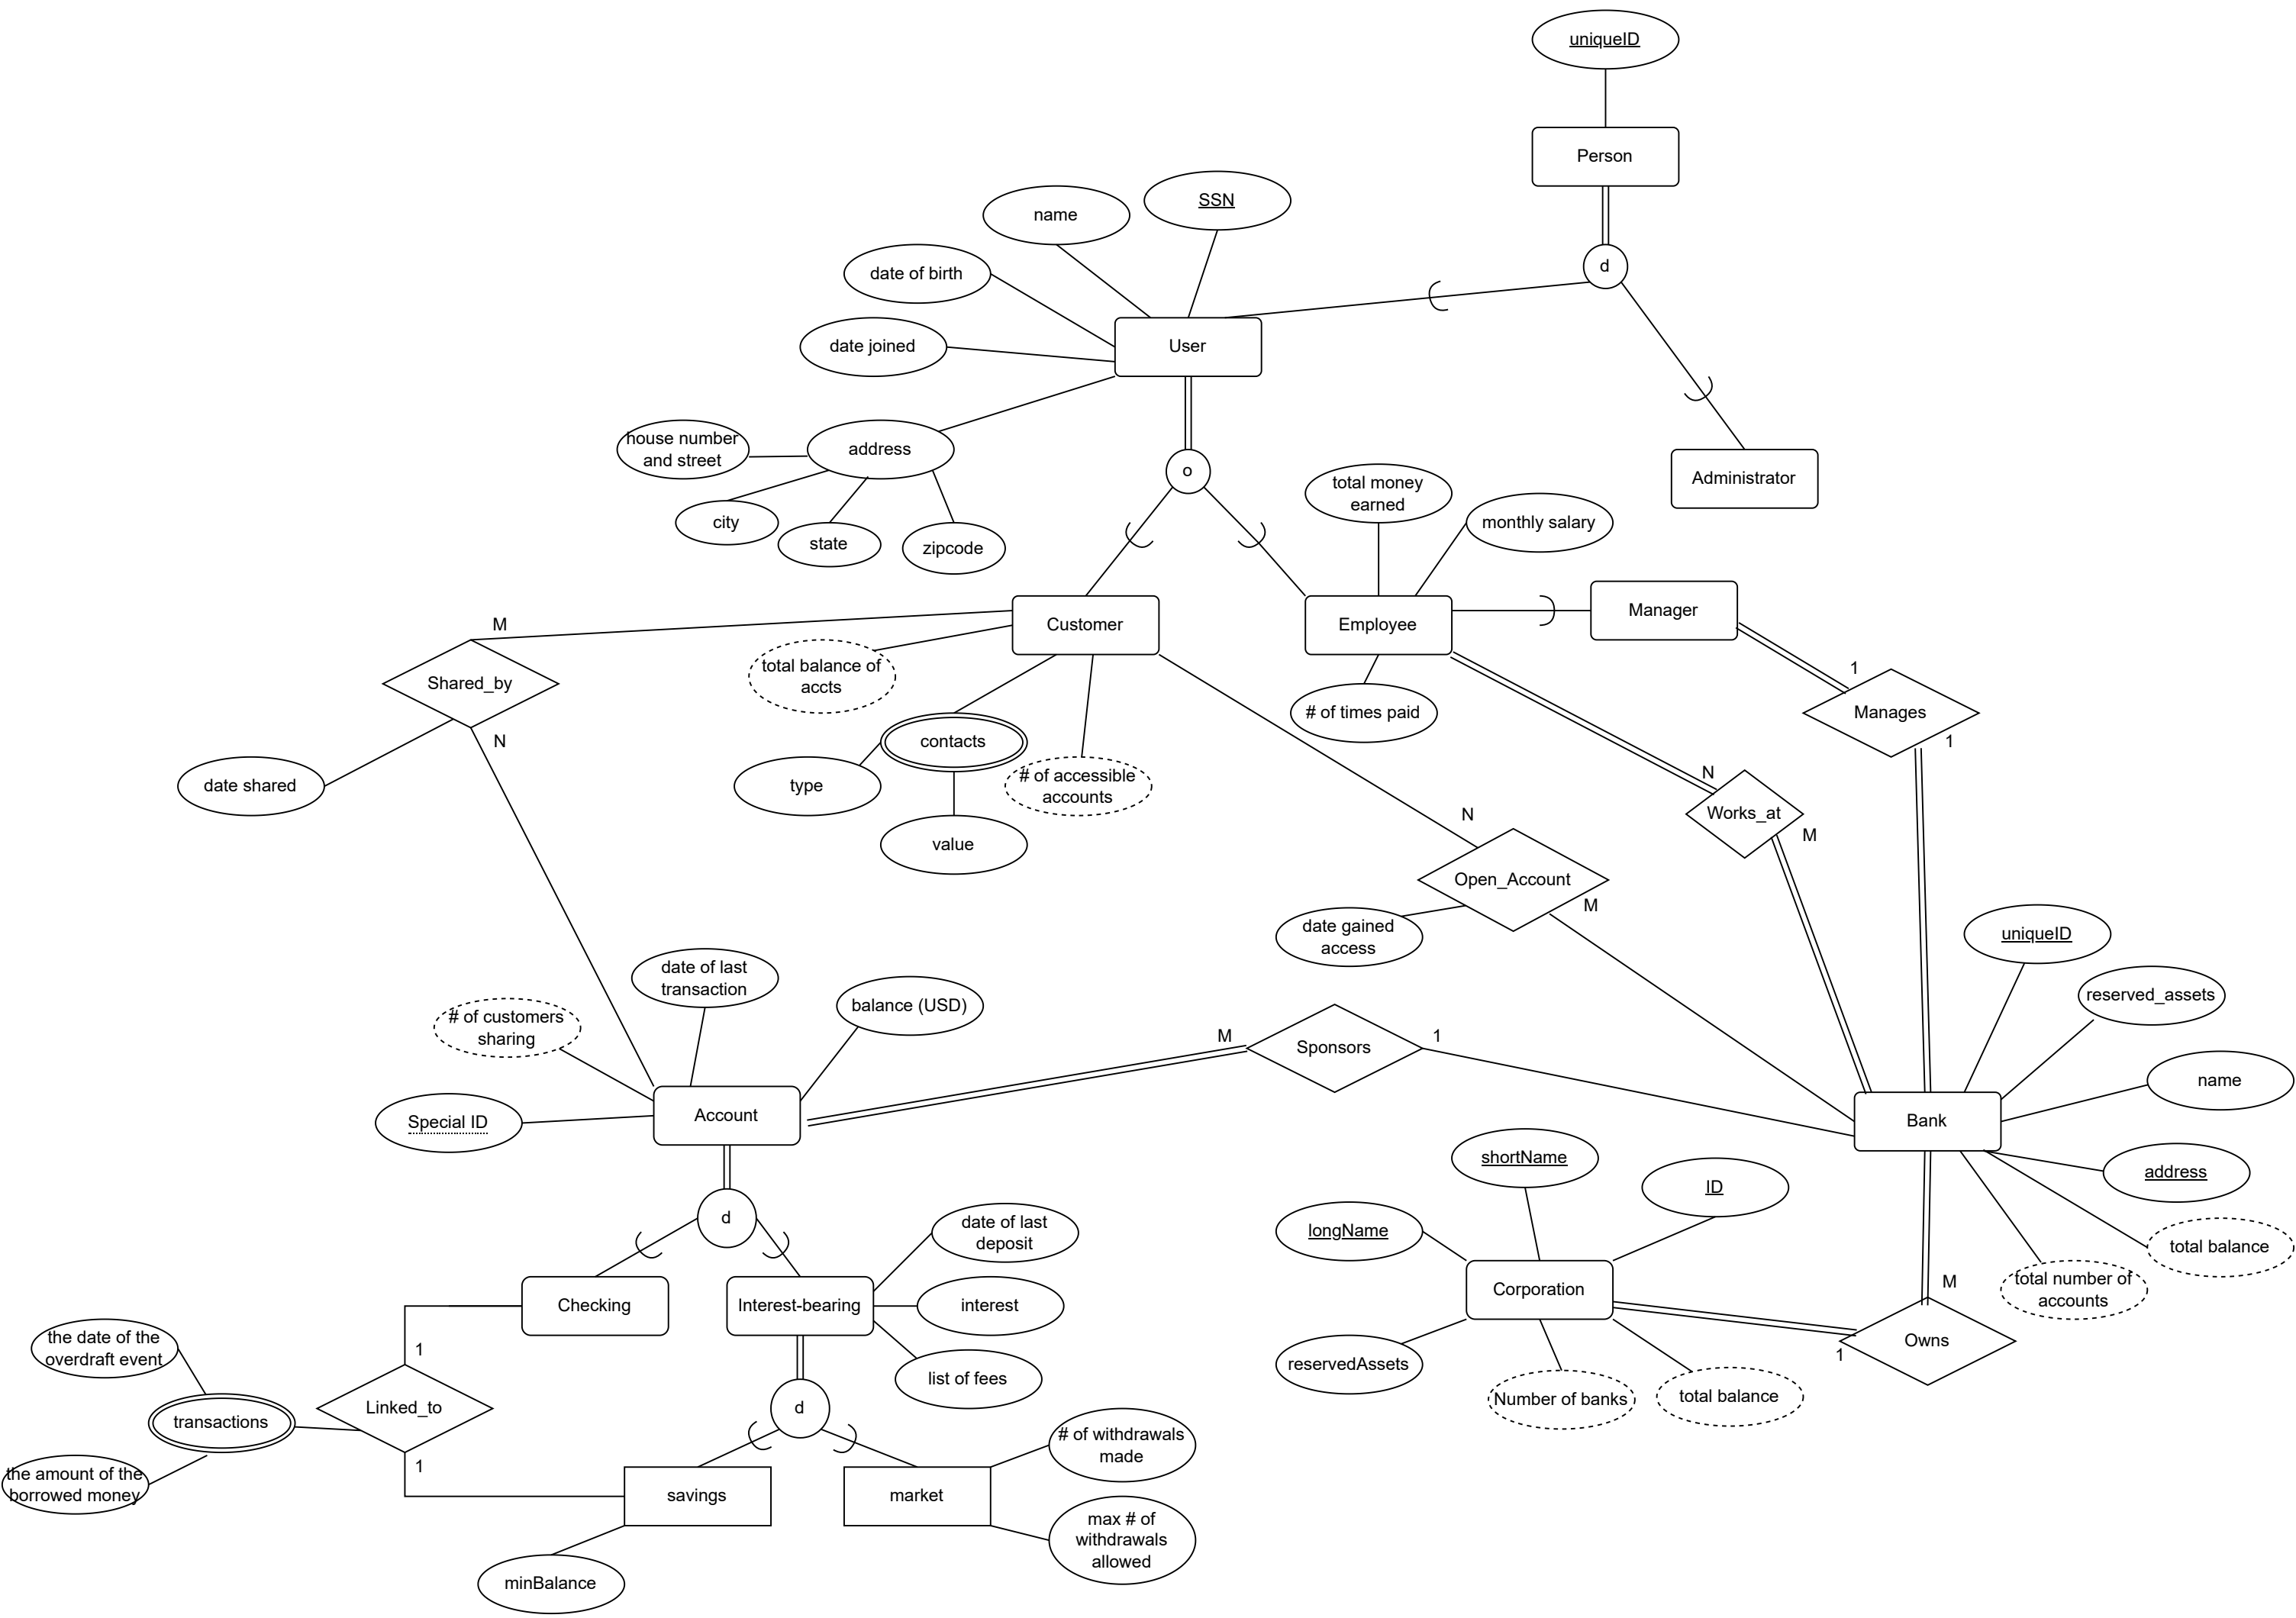 uniqueID
Person
d
SSN
name
date of birth
date joined
User
address
house number
and street
city
state
zipcode
o
Administrator
total money
earned
monthly salary
Customer
Employee
Manager
M
Shared_by
N
date shared
total balance of
accts
contacts
type
value
# of accessible
accounts
# of times paid
1
Manages
1
N
Works_at
M
N
Open_Account
M
date gained
access
uniqueID
reserved_assets
name
Bank
address
total balance
total number of
accounts
date of last
transaction
balance (USD)
# of customers
sharing
Special ID
Account
M
Sponsors
1
shortName
ID
longName
Corporation
reservedAssets
Number of banks
total balance
M
1
Owns
d
date of last
deposit
Checking
Interest-bearing
interest
list of fees
the date of the
overdraft event
1
Linked_to
transactions
1
the amount of the
borrowed money
d
# of withdrawals
made
savings
market
max # of
withdrawals
allowed
minBalance